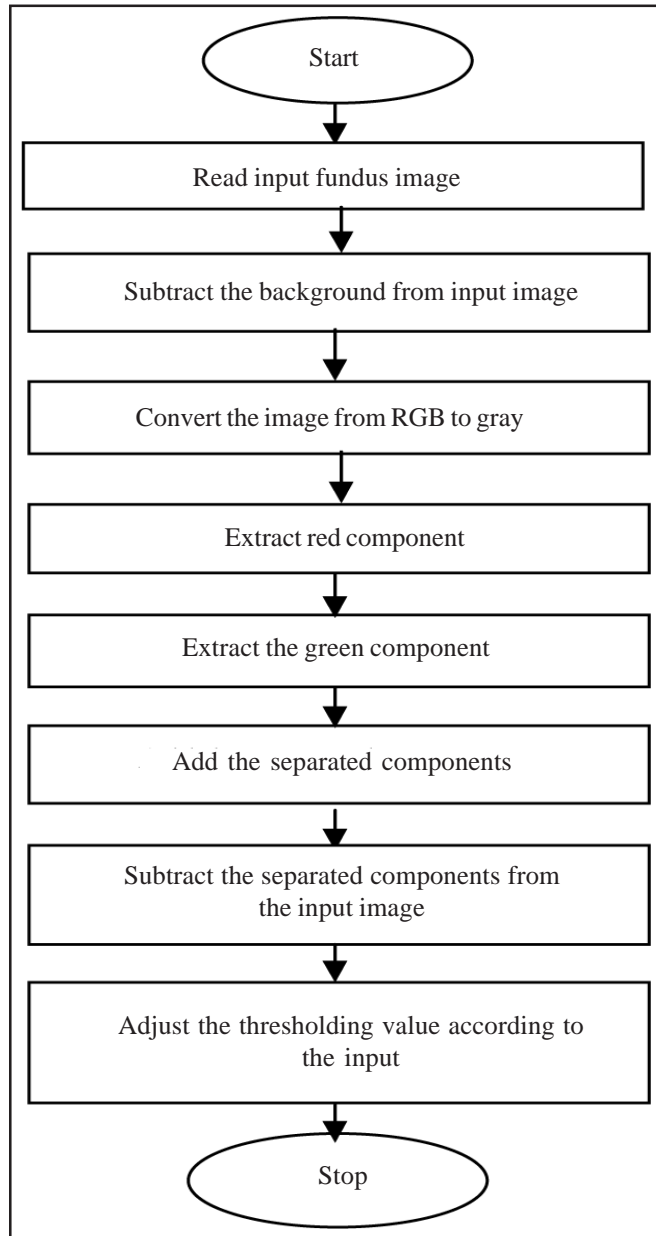 Start
Read input fundus image
Subtract the background from input image
Convert the image from RGB to gray
Extract red component
Extract the green component
Add the separated components
Subtract the separated components from
the input image
Adjust the thresholding value according to
the input
Stop